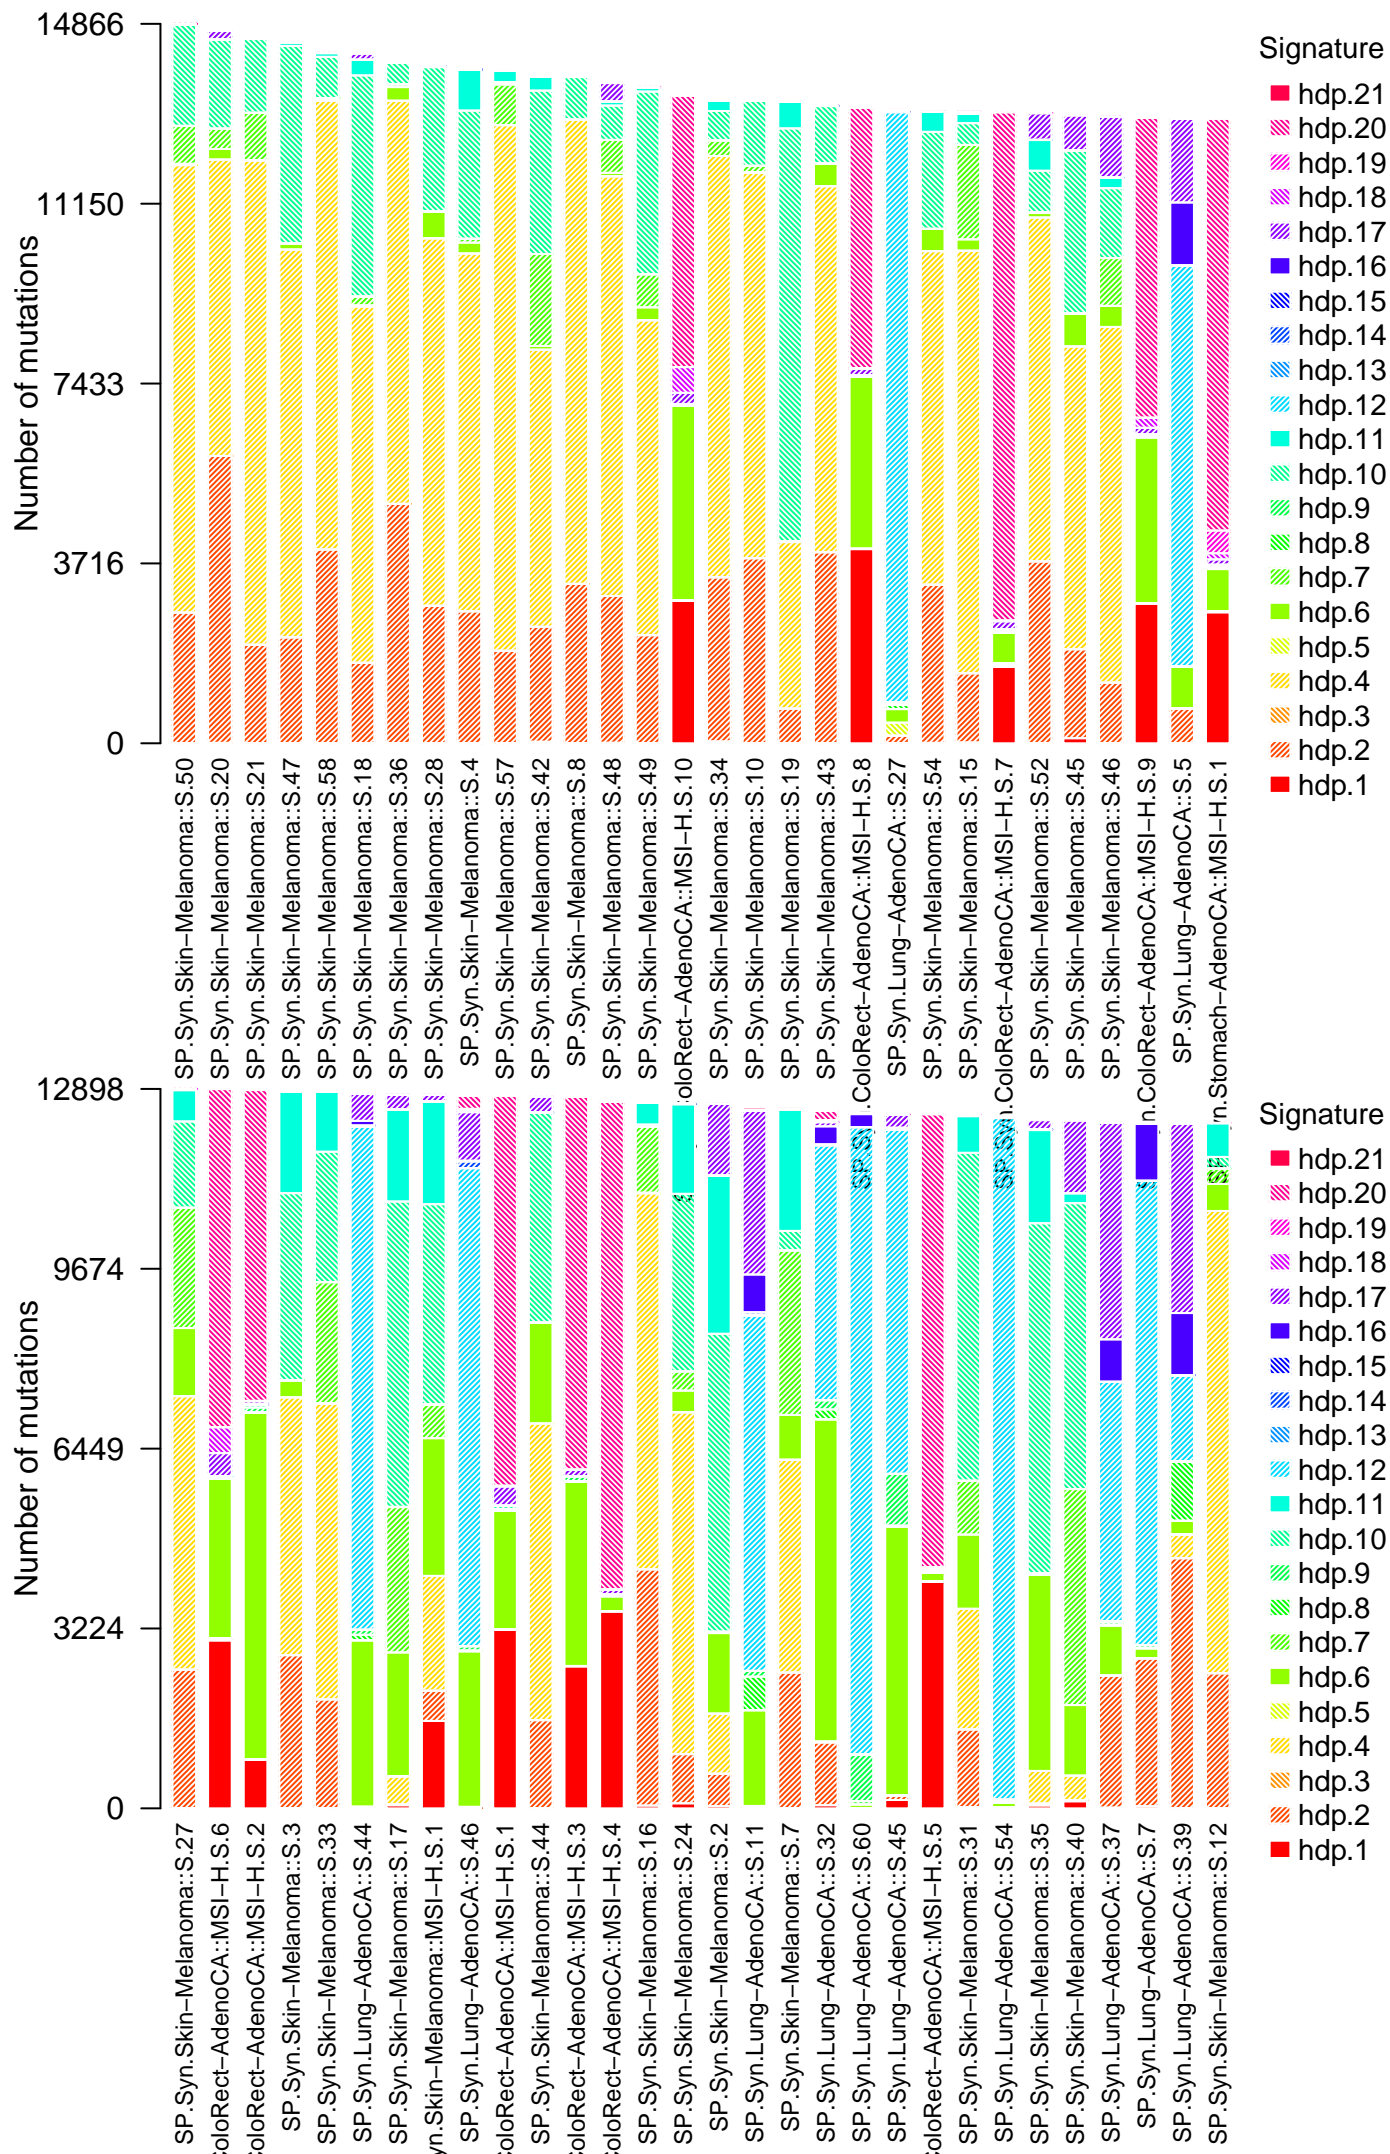 Number of mutations
14866
11150
7433
3716
0
Signature
hdp.21
hdp.20
hdp.19
hdp.18
hdp.17
hdp.16
hdp.15
hdp.14
hdp.13
hdp.12
hdp.11
hdp.10
hdp.9
hdp.8
hdp.7
hdp.6
hdp.5
hdp.4
hdp.3
hdp.2
hdp.1
SP.Syn.Skin−Melanoma::S.50
SP.Syn.Skin−Melanoma::S.20
SP.Syn.Skin−Melanoma::S.21
SP.Syn.Skin−Melanoma::S.47
SP.Syn.Skin−Melanoma::S.58
SP.Syn.Skin−Melanoma::S.18
SP.Syn.Skin−Melanoma::S.36
SP.Syn.Skin−Melanoma::S.28
SP.Syn.Skin−Melanoma::S.4
SP.Syn.Skin−Melanoma::S.57
SP.Syn.Skin−Melanoma::S.42
SP.Syn.Skin−Melanoma::S.8
SP.Syn.Skin−Melanoma::S.48
SP.Syn.Skin−Melanoma::S.49
oloRect−AdenoCA::MSI−H.S.10
SP.Syn.Skin−Melanoma::S.34
SP.Syn.Skin−Melanoma::S.10
SP.Syn.Skin−Melanoma::S.19
SP.Syn.Skin−Melanoma::S.43
SP.Syn.ColoRect−AdenoCA::MSI−H.S.8
SP.Syn.Lung−AdenoCA::S.27
SP.Syn.Skin−Melanoma::S.54
SP.Syn.Skin−Melanoma::S.15
SP.Syn.ColoRect−AdenoCA::MSI−H.S.7
SP.Syn.Skin−Melanoma::S.52
SP.Syn.Skin−Melanoma::S.45
SP.Syn.Skin−Melanoma::S.46
n.ColoRect−AdenoCA::MSI−H.S.9
SP.Syn.Lung−AdenoCA::S.5
n.Stomach−AdenoCA::MSI−H.S.1
Number of mutations
12898
9674
6449
3224
0
Signature
hdp.21
hdp.20
hdp.19
hdp.18
hdp.17
hdp.16
hdp.15
hdp.14
hdp.13
hdp.12
hdp.11
hdp.10
hdp.9
hdp.8
hdp.7
hdp.6
hdp.5
hdp.4
hdp.3
hdp.2
hdp.1
SP.Syn.Skin−Melanoma::S.27
oloRect−AdenoCA::MSI−H.S.6
oloRect−AdenoCA::MSI−H.S.2
SP.Syn.Skin−Melanoma::S.3
SP.Syn.Skin−Melanoma::S.33
SP.Syn.Lung−AdenoCA::S.44
SP.Syn.Skin−Melanoma::S.17
yn.Skin−Melanoma::MSI−H.S.1
SP.Syn.Lung−AdenoCA::S.46
oloRect−AdenoCA::MSI−H.S.1
SP.Syn.Skin−Melanoma::S.44
oloRect−AdenoCA::MSI−H.S.3
oloRect−AdenoCA::MSI−H.S.4
SP.Syn.Skin−Melanoma::S.16
SP.Syn.Skin−Melanoma::S.24
SP.Syn.Skin−Melanoma::S.2
SP.Syn.Lung−AdenoCA::S.11
SP.Syn.Skin−Melanoma::S.7
SP.Syn.Lung−AdenoCA::S.32
SP.Syn.Lung−AdenoCA::S.60
SP.Syn.Lung−AdenoCA::S.45
oloRect−AdenoCA::MSI−H.S.5
SP.Syn.Skin−Melanoma::S.31
SP.Syn.Lung−AdenoCA::S.54
SP.Syn.Skin−Melanoma::S.35
SP.Syn.Skin−Melanoma::S.40
SP.Syn.Lung−AdenoCA::S.37
SP.Syn.Lung−AdenoCA::S.7
SP.Syn.Lung−AdenoCA::S.39
SP.Syn.Skin−Melanoma::S.12